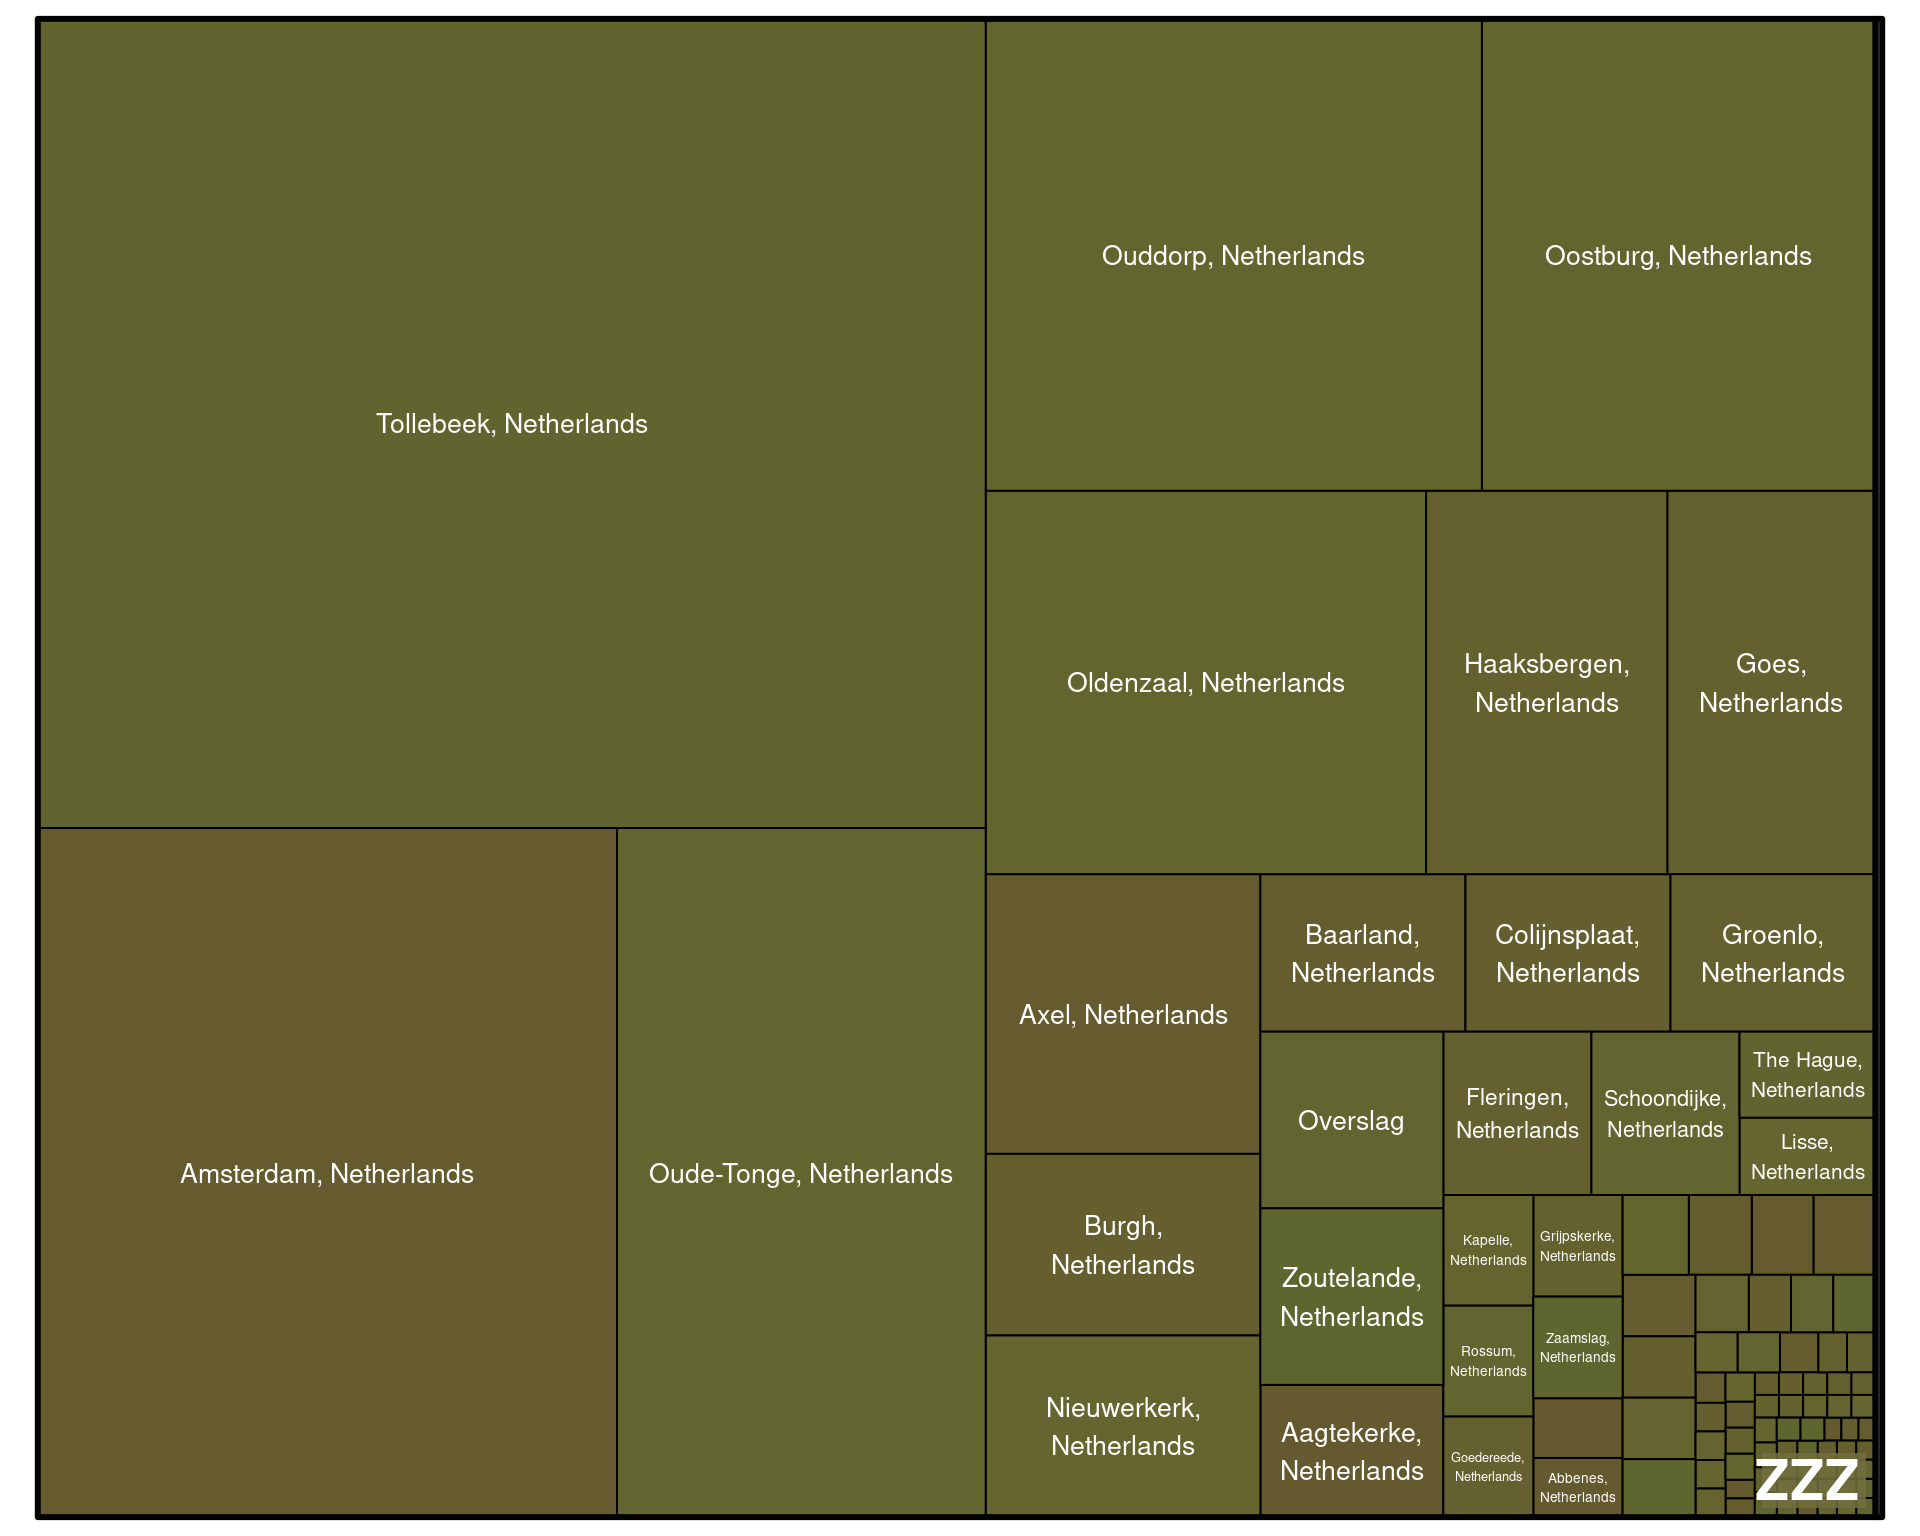 Tollebeek, Netherlands
Ouddorp, Netherlands
Oostburg, Netherlands
Oldenzaal, Netherlands
Haaksbergen,
Netherlands
Goes,
Netherlands
Amsterdam, Netherlands
Oude-Tonge, Netherlands
Axel, Netherlands
Baarland,
Netherlands
Colijnsplaat,
Netherlands
Groenlo,
Netherlands
Overslag
Fleringen,
Netherlands
Schoondijke,
Netherlands
The Hague,
Netherlands
Lisse,
Netherlands
Burgh,
Netherlands
Zoutelande,
Netherlands
Kapelle,
Netherlands
Grijpskerke,
Netherlands
Rossum,
Netherlands
Zaamslag,
Netherlands
Nieuwerkerk,
Netherlands
Aagtekerke,
Netherlands
Goedereede,
Netherlands
Abbenes,
Netherlands
ZZZ